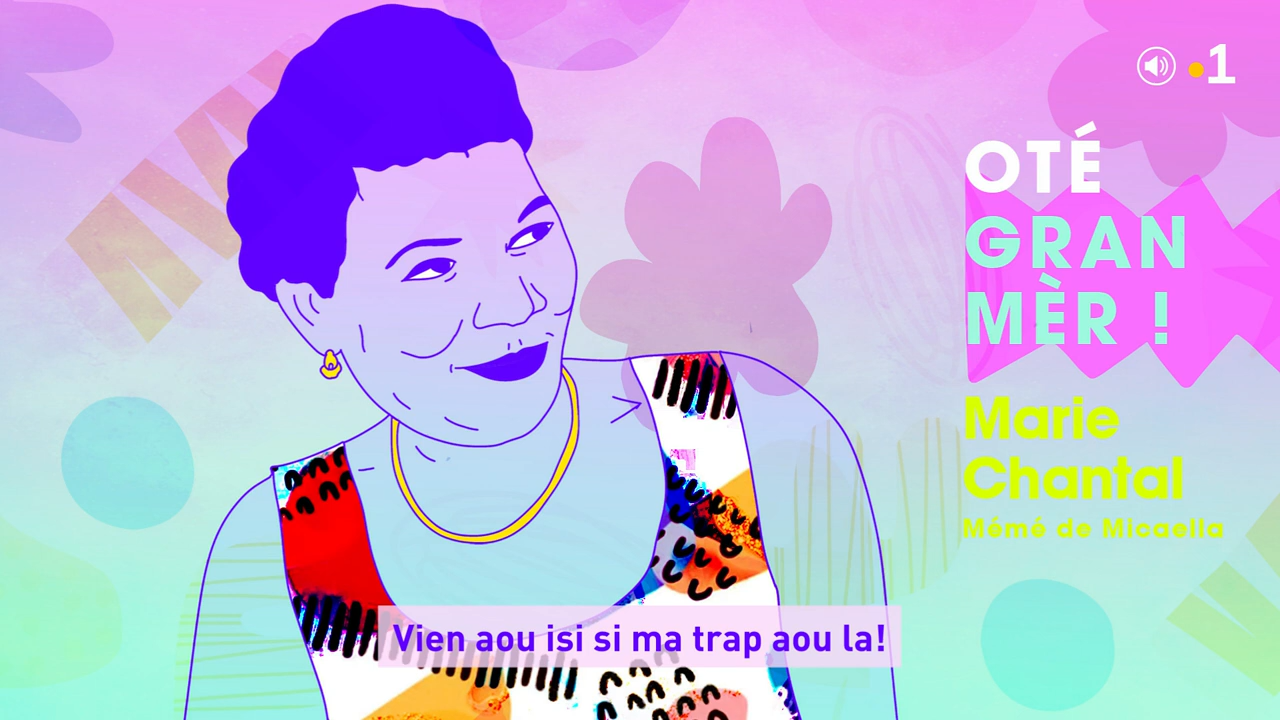 1
OTÉ
GRAN
MÈR !
Marie
Chantal
Mémé de Micaella
Vien aou isi si ma trap aou la!